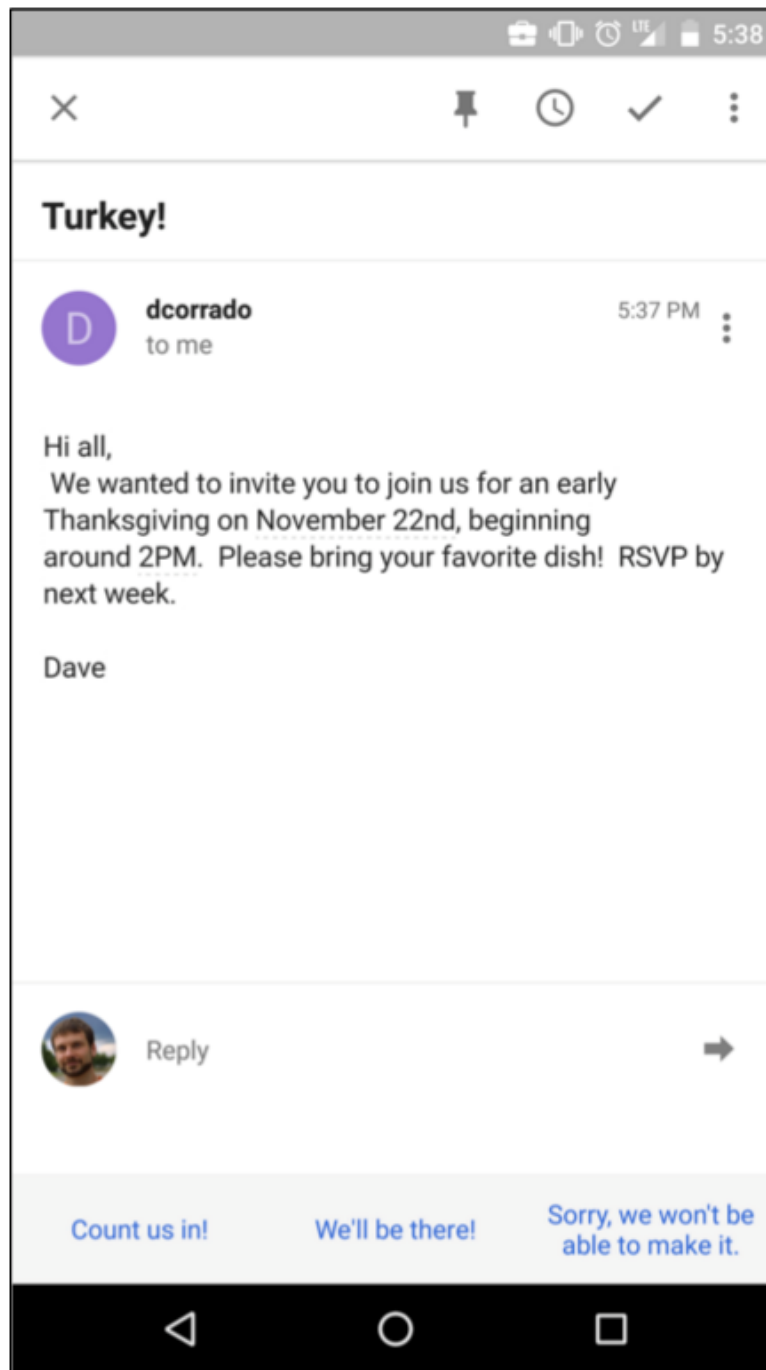 LTE 5:38
Turkey!
D dcorrado 5:37 PM
to me
Hi all,
We wanted to invite you to join us for an early
Thanksgiving on November 22nd, beginning
around 2PM.  Please bring your favorite dish!  RSVP by
next week.
Dave
Reply
Count us in!
We'll be there!
Sorry, we won't be
able to make it.